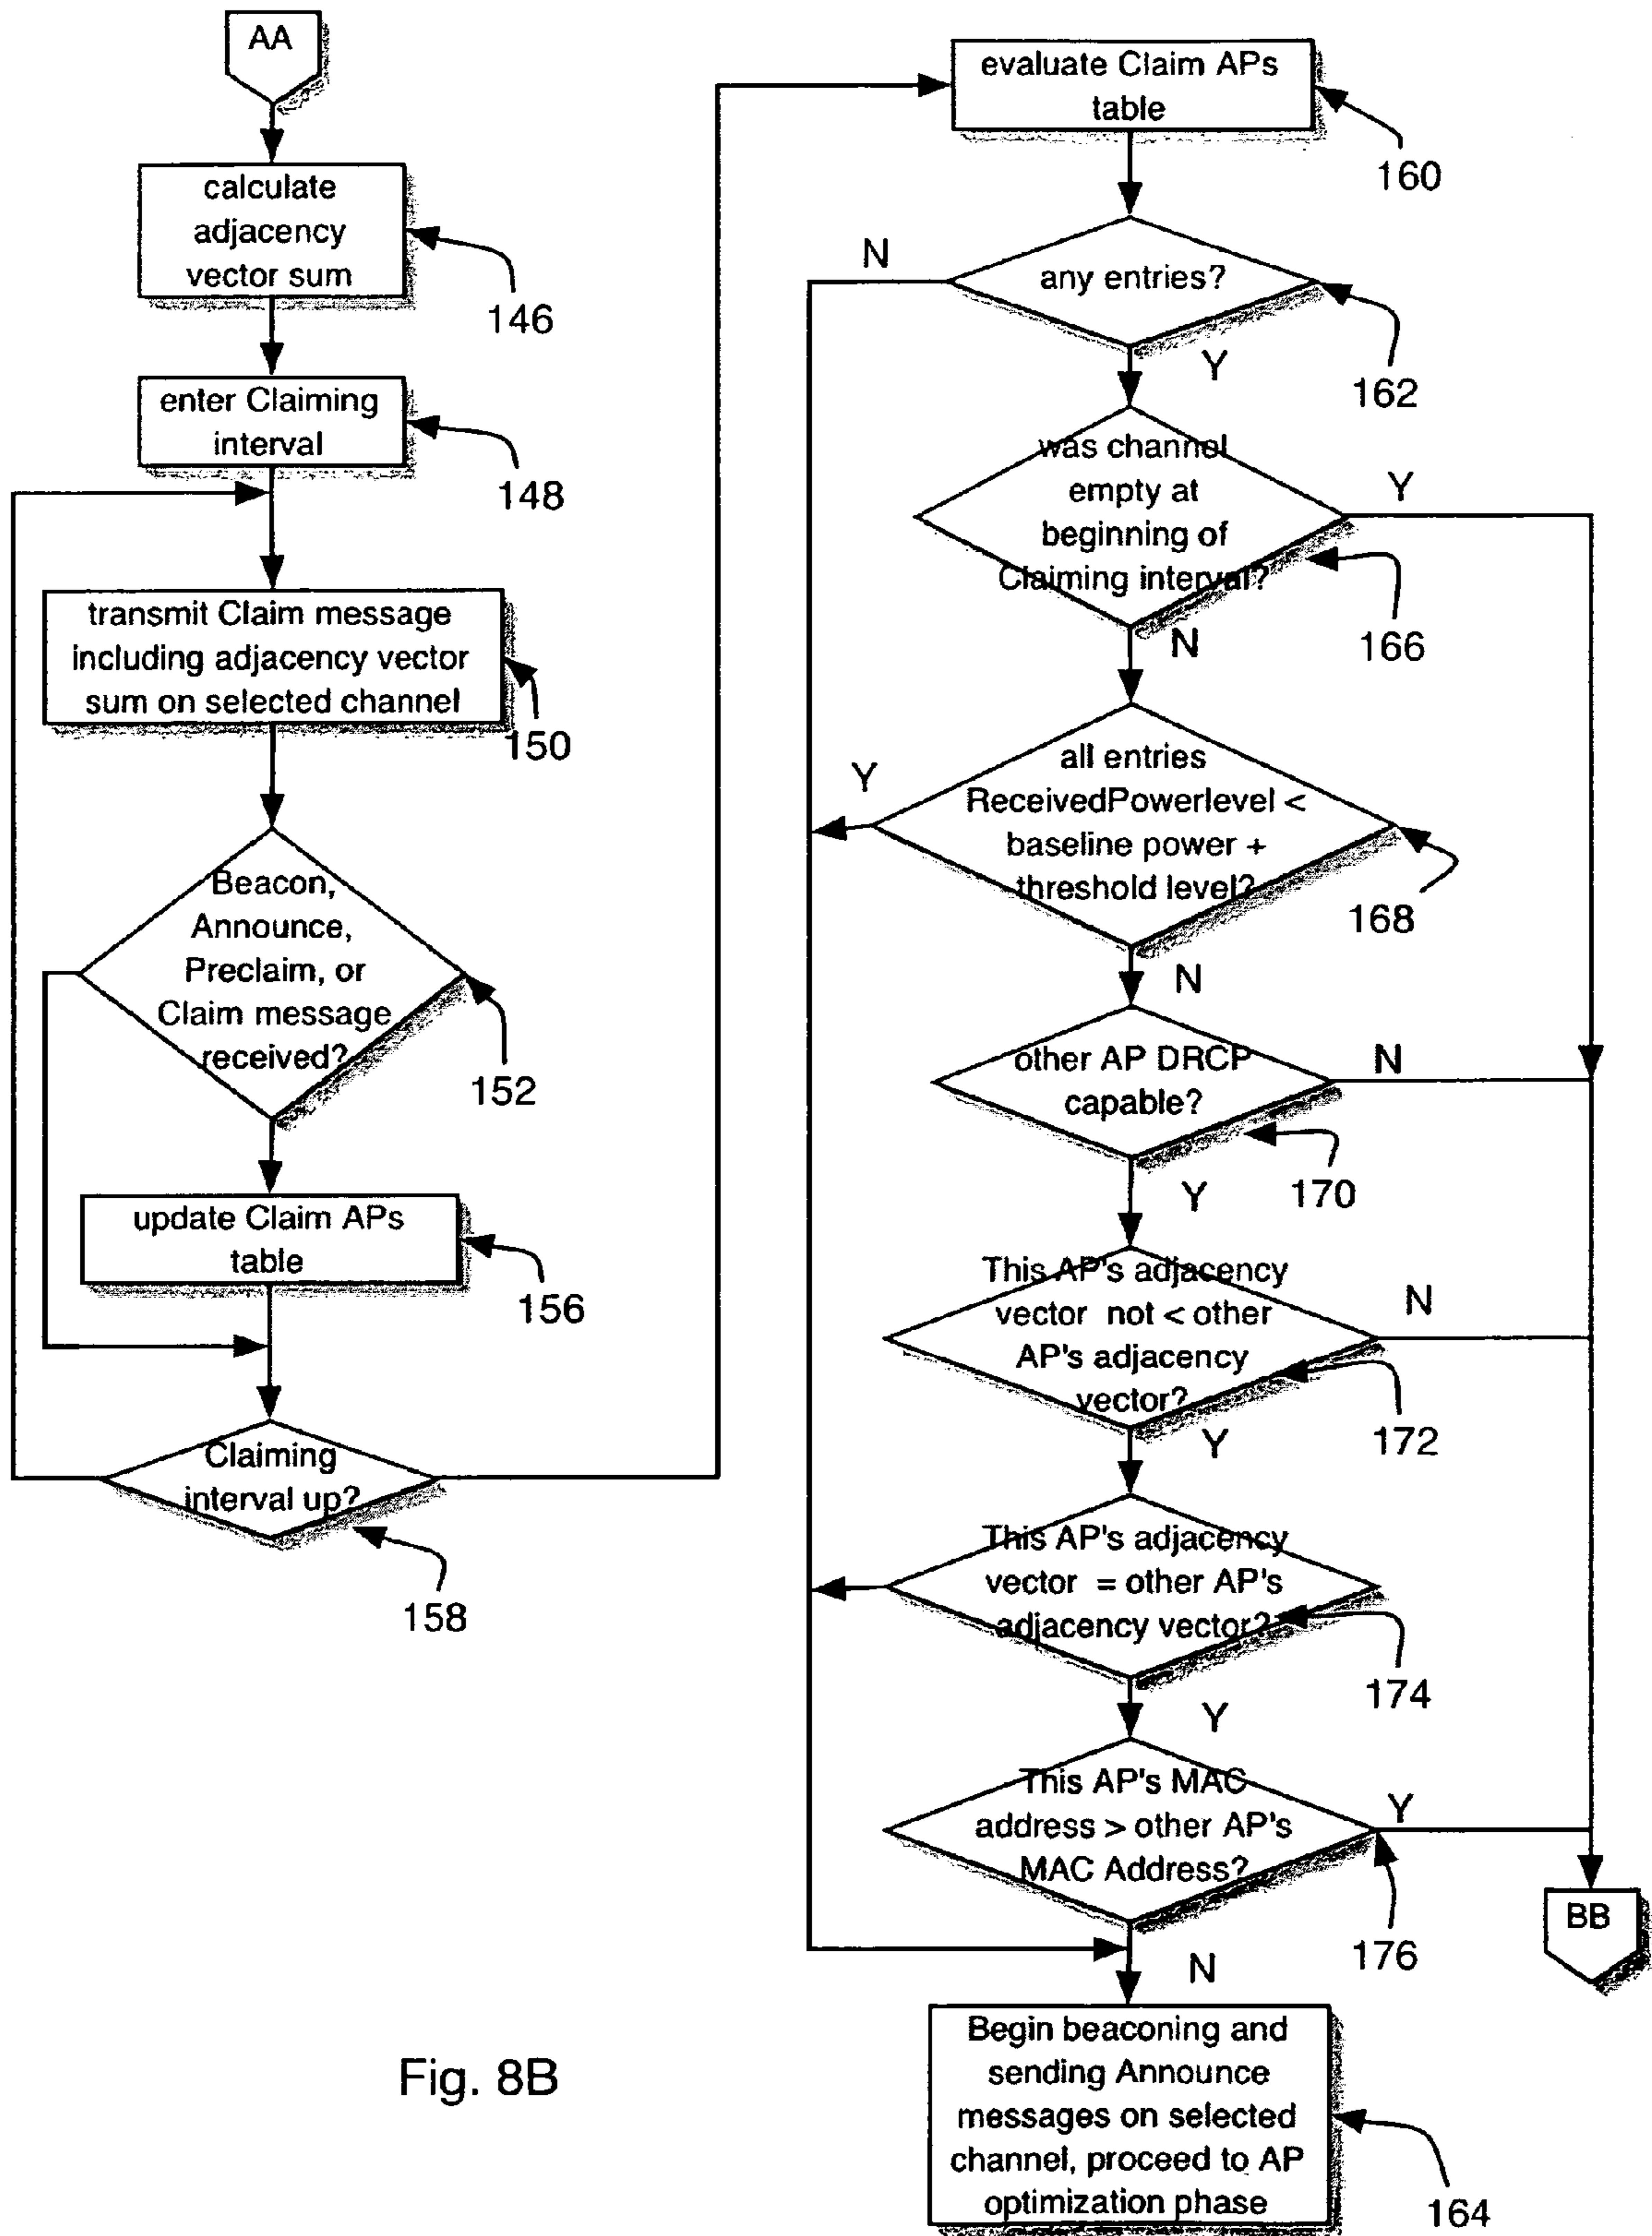 AA
calculate
adjacency
vector sum
146
enter Claiming
interval
148
transmit Claim message
including adjacency vector
sum on selected channel
150
Beacon,
Announce,
Preclaim, or
Claim message
received?
152
update Claim APs
table
156
Claiming
interval up?
158
Fig. 8B
evaluate Claim APs
table
160
N
any entries?
Y
162
was channel
empty at
beginning of
Claiming interval?
Y
N
166
all entries
ReceivedPowerlevel <
baseline power +
threshold level?
Y
N
168
other AP DRCP
capable?
N
Y
170
This AP's adjacency
vector not < other
AP's adjacency
vector?
N
Y
172
This AP's adjacency
vector = other AP's
adjacency vector?
174
Y
This AP's MAC
address > other AP's
MAC Address?
Y
176
N
BB
Begin beaconing and
sending Announce
messages on selected
channel, proceed to AP
optimization phase
164